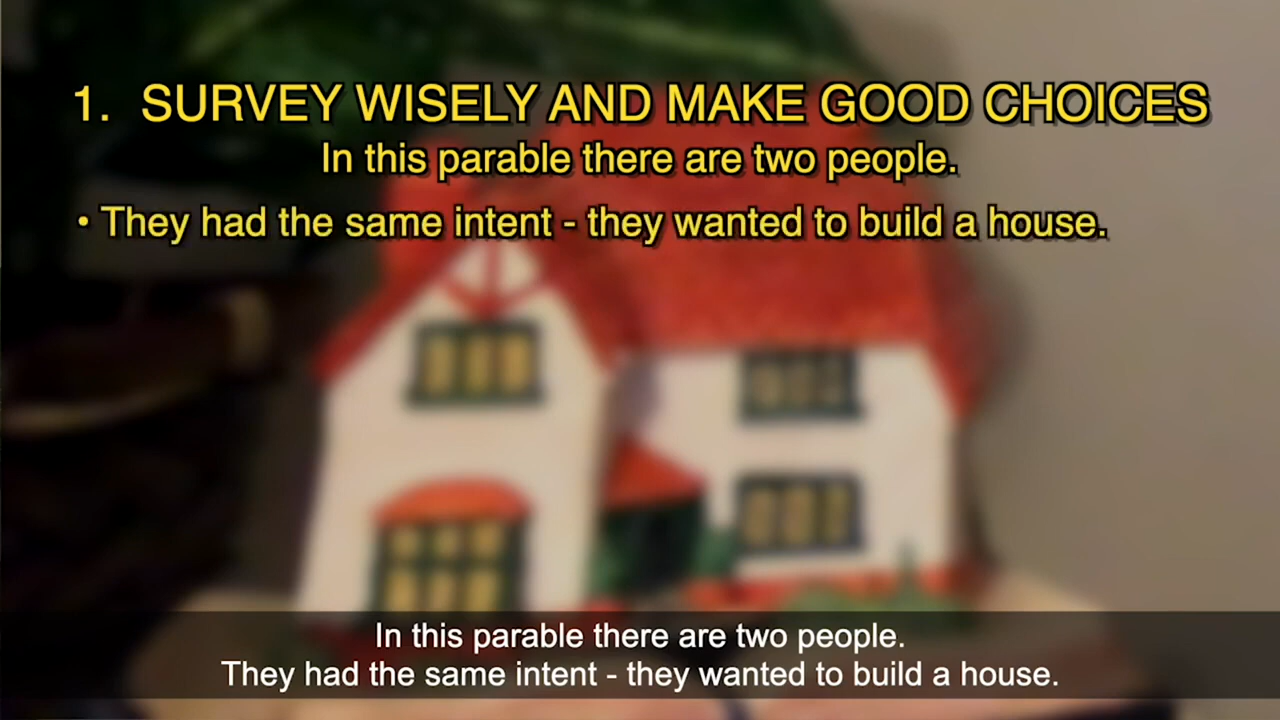 1. SURVEY WISELY AND MAKE GOOD CHOICES
In this parable there are two people.
• They had the same intent - they wanted to build a house.
In this parable there are two people.
They had the same intent - they wanted to build a house.